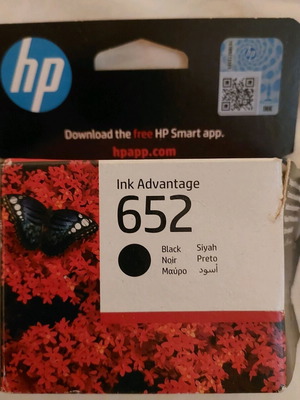 hp
Download the free HP Smart app.
hpapp.com
Ink Advantage
652
Black Siyah
Noir Preto
Μαύρο أسود